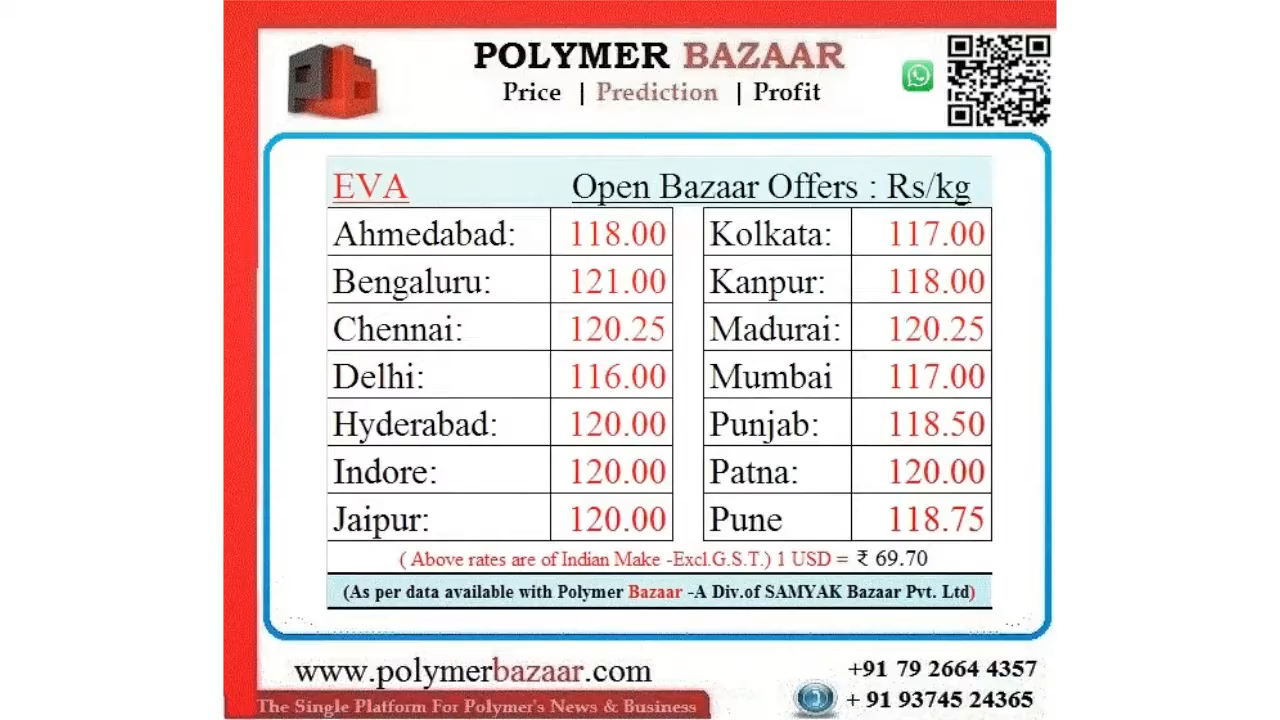 POLYMER BAZAAR
Price | Prediction | Profit
EVA Open Bazaar Offers : Rs/kg
Ahmedabad: 118.00 Kolkata: 117.00
Bengaluru: 121.00 Kanpur: 118.00
Chennai: 120.25 Madurai: 120.25
Delhi: 116.00 Mumbai 117.00
Hyderabad: 120.00 Punjab: 118.50
Indore: 120.00 Patna: 120.00
Jaipur: 120.00 Pune 118.75
( Above rates are of Indian Make -Excl.G.S.T.) 1 USD = ₹ 69.70
(As per data available with Polymer Bazaar -A Div.of SAMYAK Bazaar Pvt. Ltd)
www.polymerbazaar.com
+91 79 2664 4357
+ 91 93745 24365
The Single Platform For Polymer's News & Business